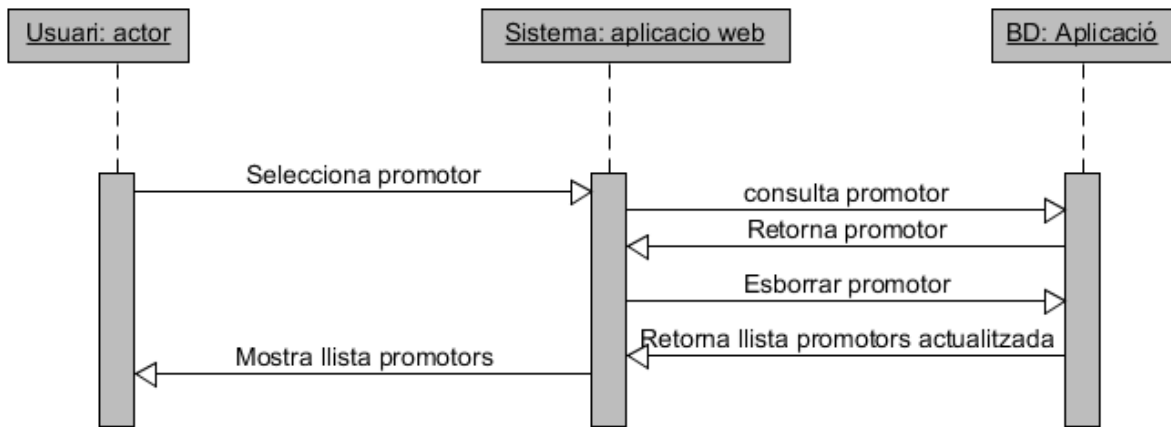 Usuari: actor
Sistema: aplicacio web
BD: Aplicació
Selecciona promotor
consulta promotor
Retorna promotor
Esborrar promotor
Retorna llista promotors actualitzada
Mostra llista promotors